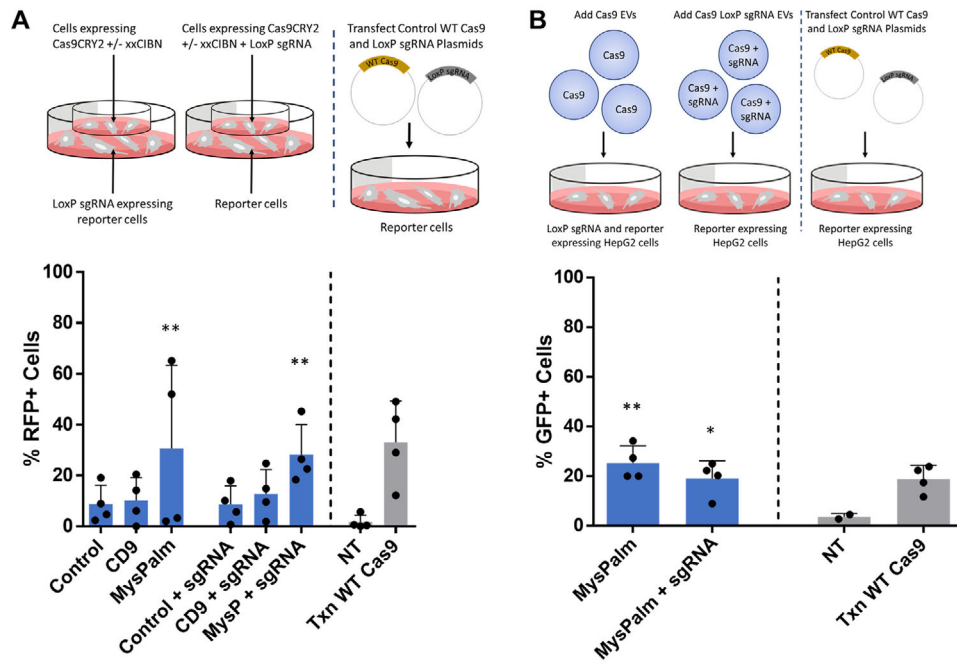 A
Cells expressing
Cas9CRY2 +/- xxCIBN
Cells expressing Cas9CRY2
+/- xxCIBN + LoxP sgRNA
Transfect Control WT Cas9
and LoxP sgRNA Plasmids
WT Cas9
LoxP sgRNA
LoxP sgRNA expressing
reporter cells
Reporter cells
Reporter cells
% RFP+ Cells
100
80
60
40
20
0
**
**
Control
CD9
MysPalm
Control + sgRNA
CD9 + sgRNA
MysP + sgRNA
NT
Txn WT Cas9
B
Add Cas9 EVs
Add Cas9 LoxP sgRNA EVs
Transfect Control WT Cas9
and LoxP sgRNA Plasmids
Cas9
Cas9
Cas9
Cas9 +
sgRNA
Cas9 +
sgRNA
Cas9 +
sgRNA
WT Cas9
LoxP sgRNA
LoxP sgRNA and reporter
expressing HepG2 cells
Reporter expressing
HepG2 cells
Reporter expressing
HepG2 cells
% GFP+ Cells
100
80
60
40
20
0
**
*
MysPalm
MysPalm + sgRNA
NT
Txn WT Cas9